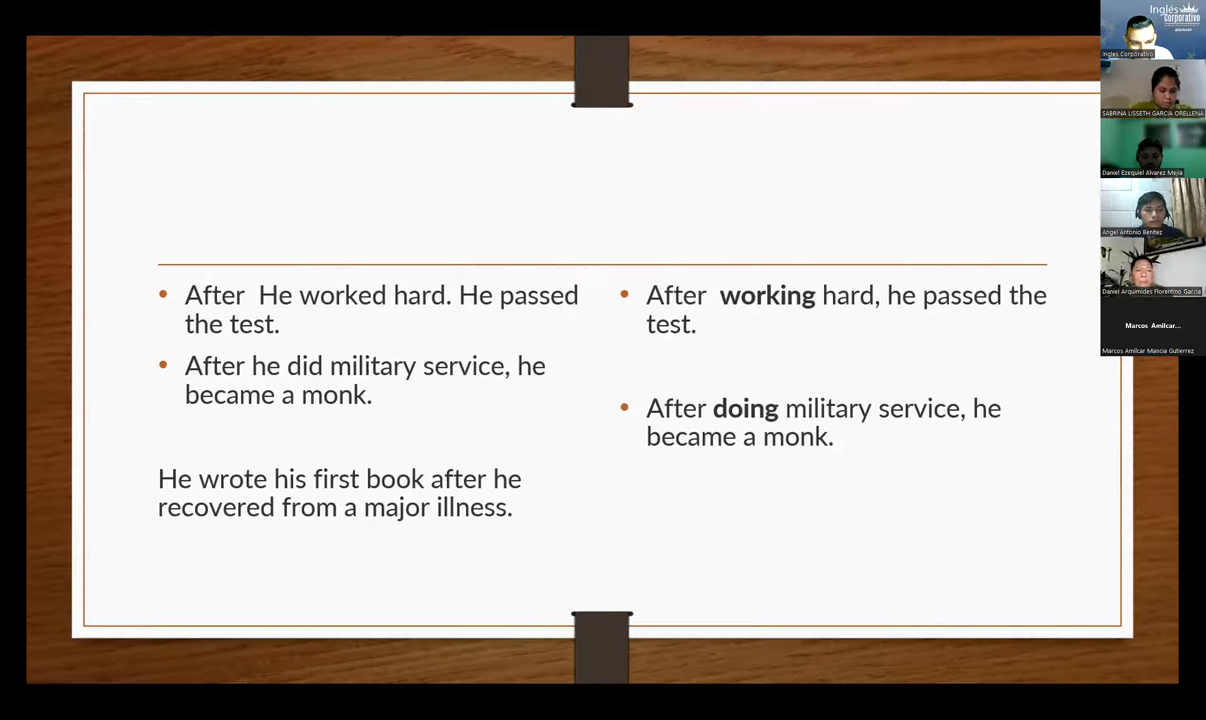 After He worked hard. He passed
the test.
After he did military service, he
became a monk.
He wrote his first book after he
recovered from a major illness.
After working hard, he passed the
test.
After doing military service, he
became a monk.
Inglés
Corporativo
Ingles Corporativo
SABRINA LISSETH GARCIA ORELLENA
Daniel Ezequiel Alvarez Mejia
Angel Antonio Benitez
Daniel Arquimides Florentino Garcia
Marcos Amilcar...
Marcos Amilcar Mancia Gutierrez